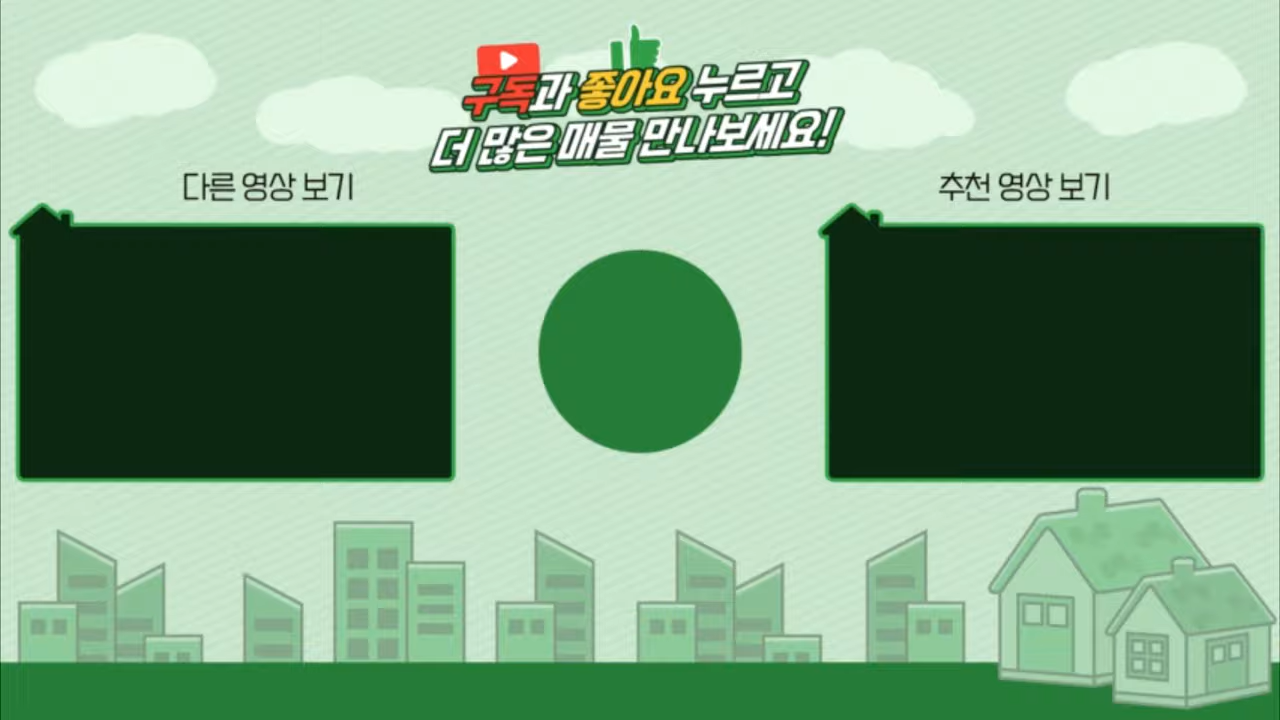 구독과 좋아요 누르고
더 많은 매물 만나보세요!
다른 영상 보기
추천 영상 보기